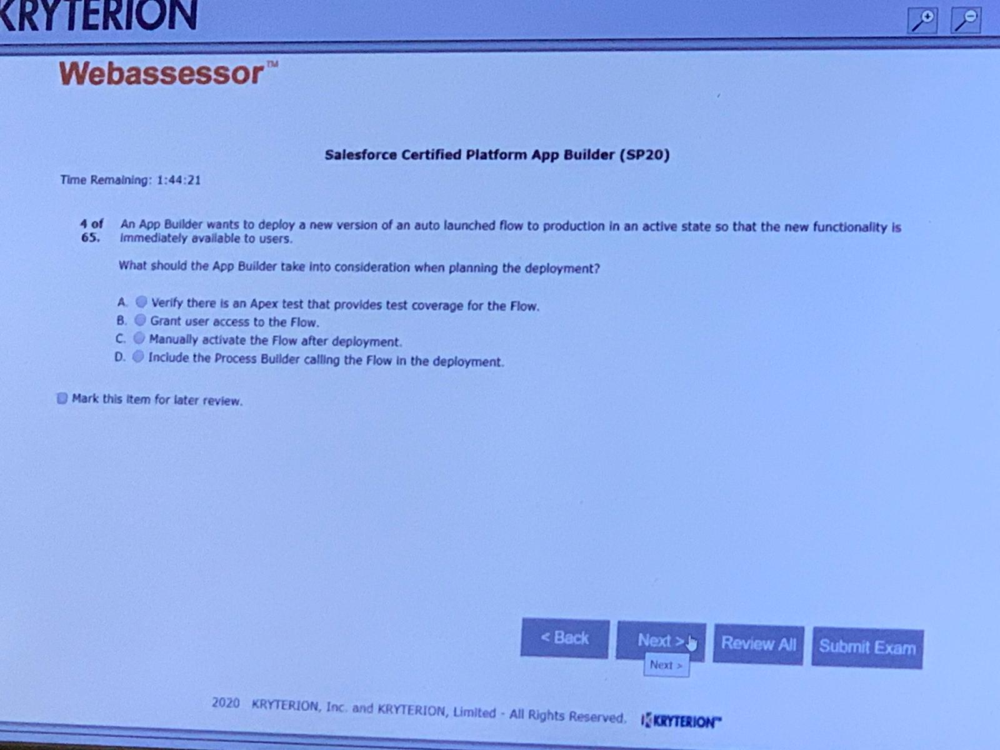 KRYTERION
Webassessor™
Salesforce Certified Platform App Builder (SP20)
Time Remaining: 1:44:21
4 of An App Builder wants to deploy a new version of an auto launched flow to production in an active state so that the new functionality is
65. immediately available to users.
What should the App Builder take into consideration when planning the deployment?
A. Verify there is an Apex test that provides test coverage for the Flow.
B. Grant user access to the Flow.
C. Manually activate the Flow after deployment.
D. Include the Process Builder calling the Flow in the deployment.
Mark this item for later review.
< Back Next > Review All Submit Exam
Next >
2020 KRYTERION, Inc. and KRYTERION, Limited - All Rights Reserved. KRYTERION™